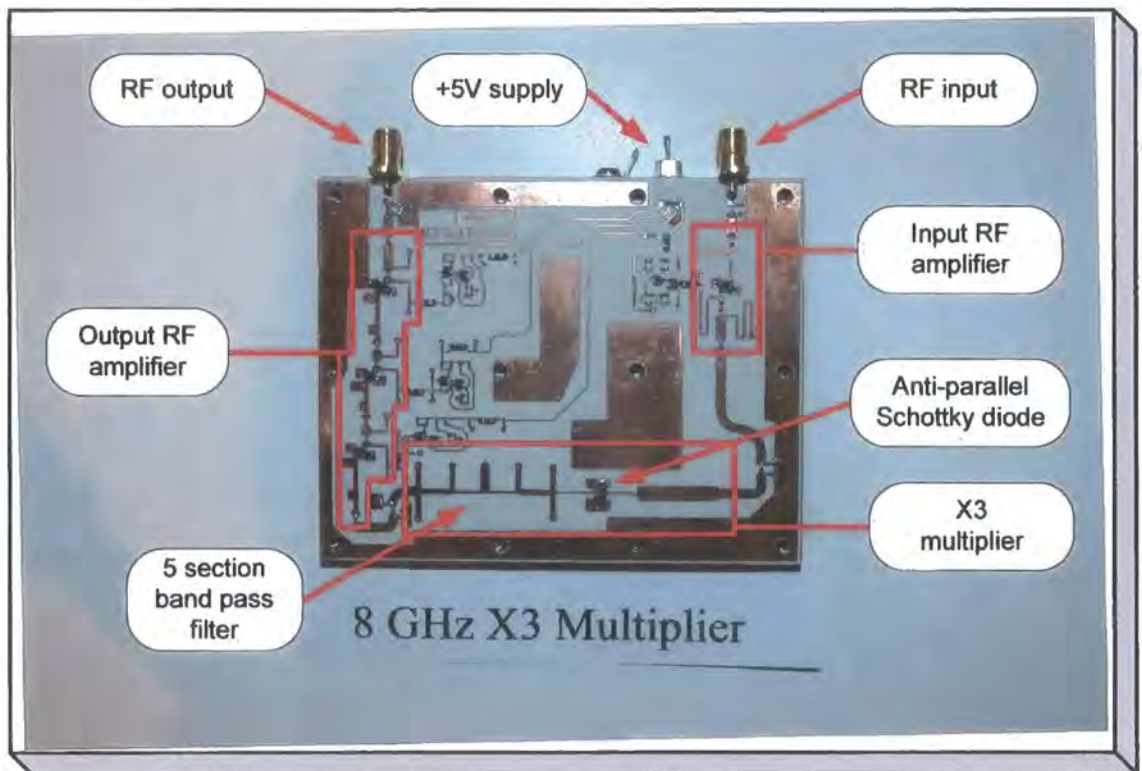 RF output
+5V supply
RF input
Input RF
amplifier
Output RF
amplifier
Anti-parallel
Schottky diode
X3
multiplier
5 section
band pass
filter
8 GHz X3 Multiplier